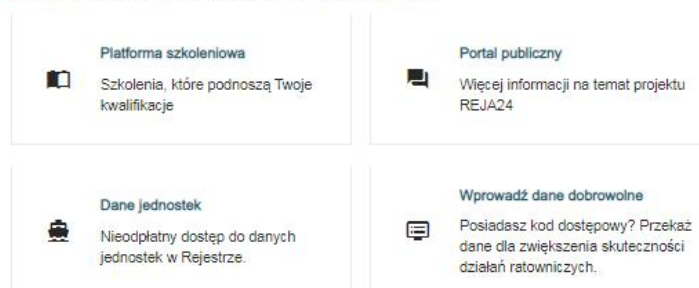 Platforma szkoleniowa
Szkolenia, które podnoszą Twoje
kwalifikacje
Portal publiczny
Więcej informacji na temat projektu
REJA24
Dane jednostek
Nieodpłatny dostęp do danych
jednostek w Rejestrze.
Wprowadź dane dobrowolne
Posiadasz kod dostępowy? Przekaż
dane dla zwiększenia skuteczności
działań ratowniczych.